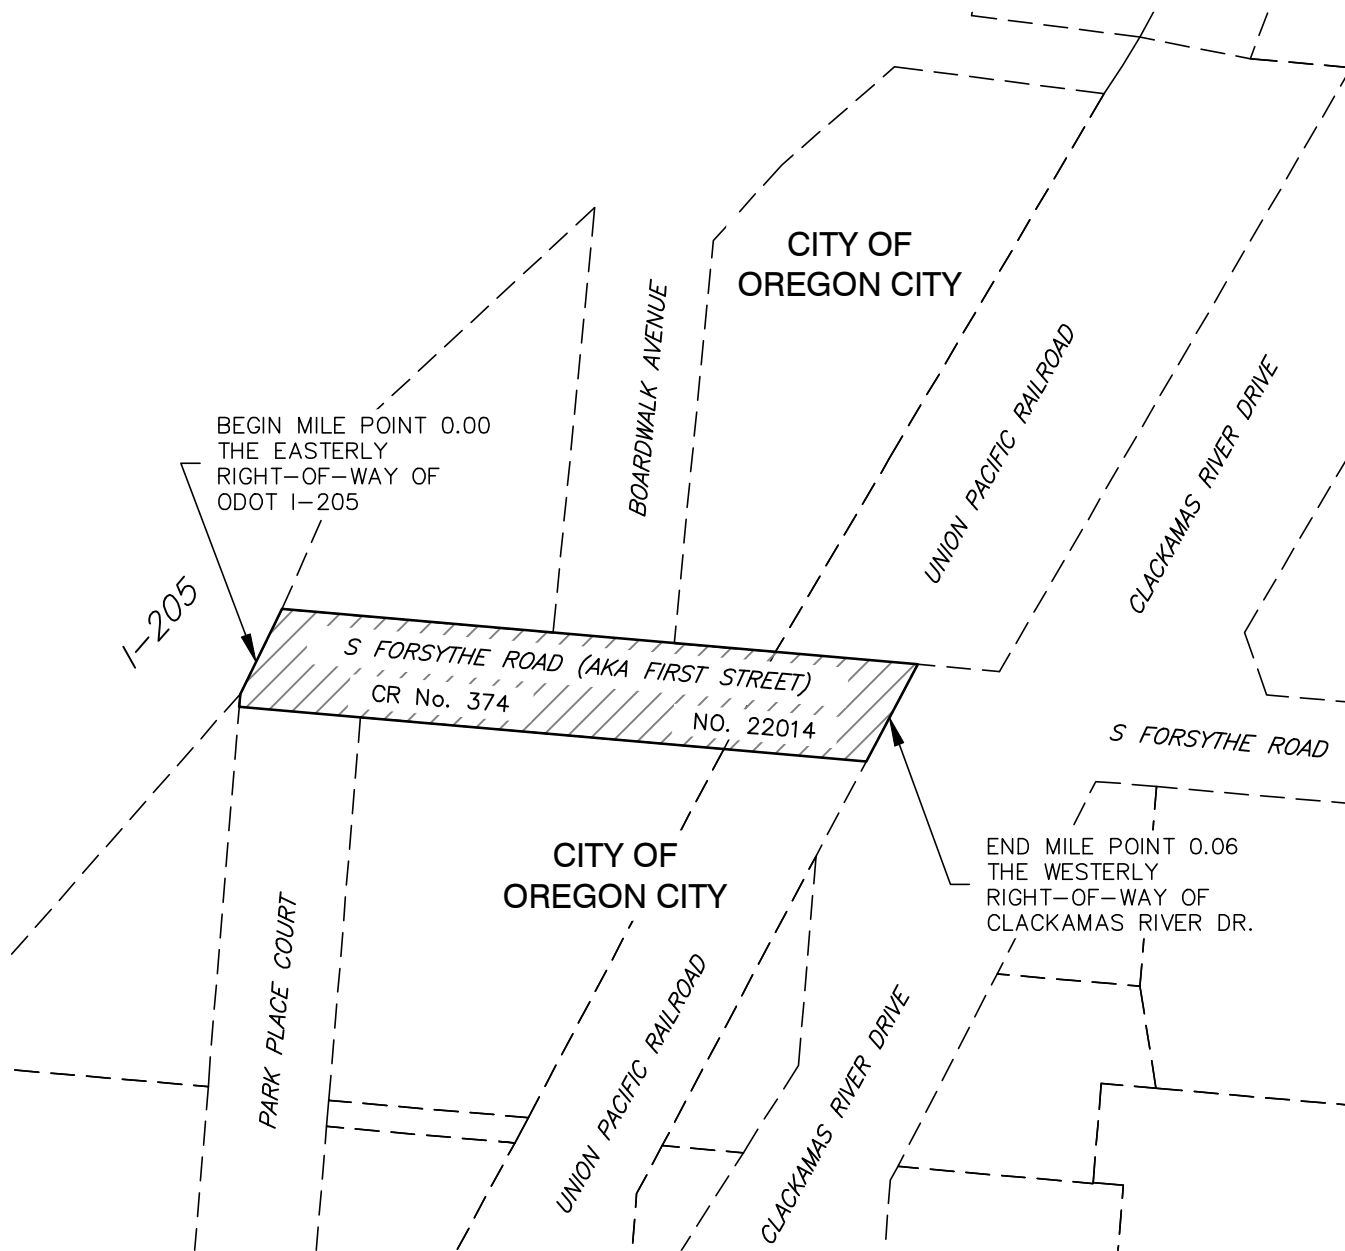 CITY OF
OREGON CITY
BOARDWALK AVENUE
UNION PACIFIC RAILROAD
CLACKAMAS RIVER DRIVE
BEGIN MILE POINT 0.00
THE EASTERLY
RIGHT-OF-WAY OF
ODOT I-205
I-205
S FORSYTHE ROAD (AKA FIRST STREET)
CR No. 374
NO. 22014
S FORSYTHE ROAD
END MILE POINT 0.06
THE WESTERLY
RIGHT-OF-WAY OF
CLACKAMAS RIVER DR.
CITY OF
OREGON CITY
PARK PLACE COURT
UNION PACIFIC RAILROAD
CLACKAMAS RIVER DRIVE